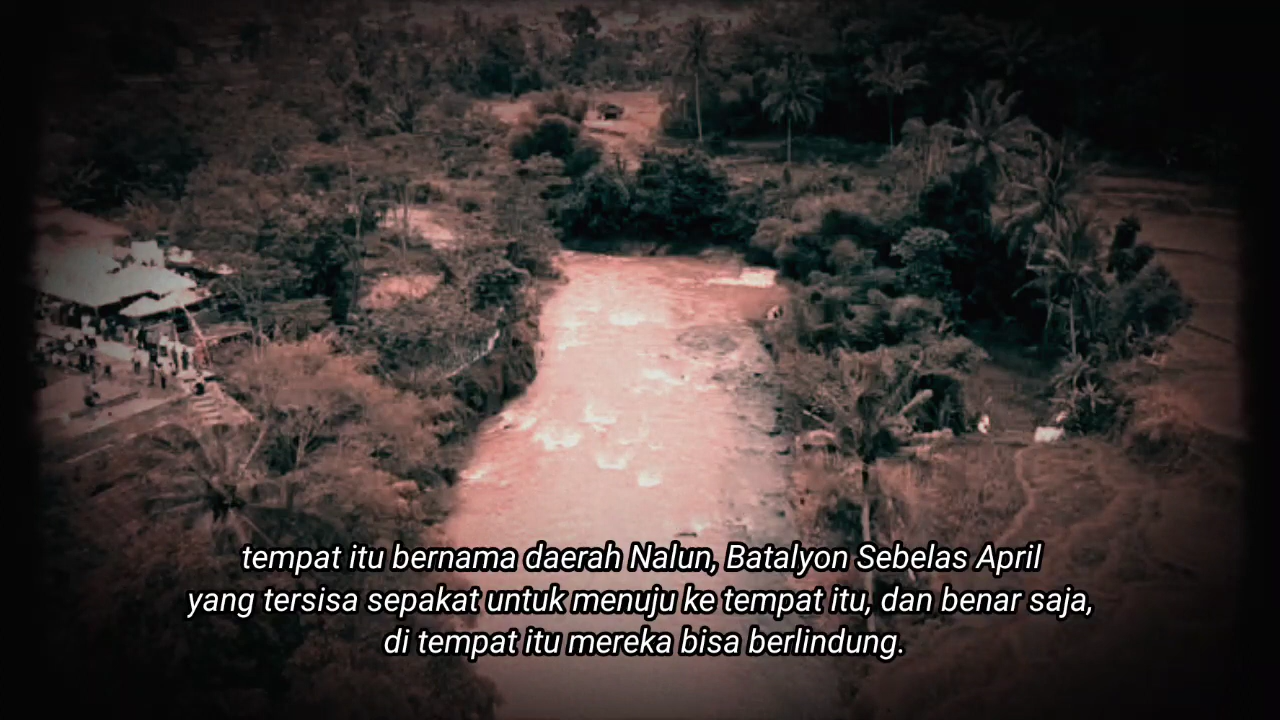 tempat itu bernama daerah Nalun, Batalyon Sebelas April
yang tersisa sepakat untuk menuju ke tempat itu, dan benar saja,
di tempat itu mereka bisa berlindung.